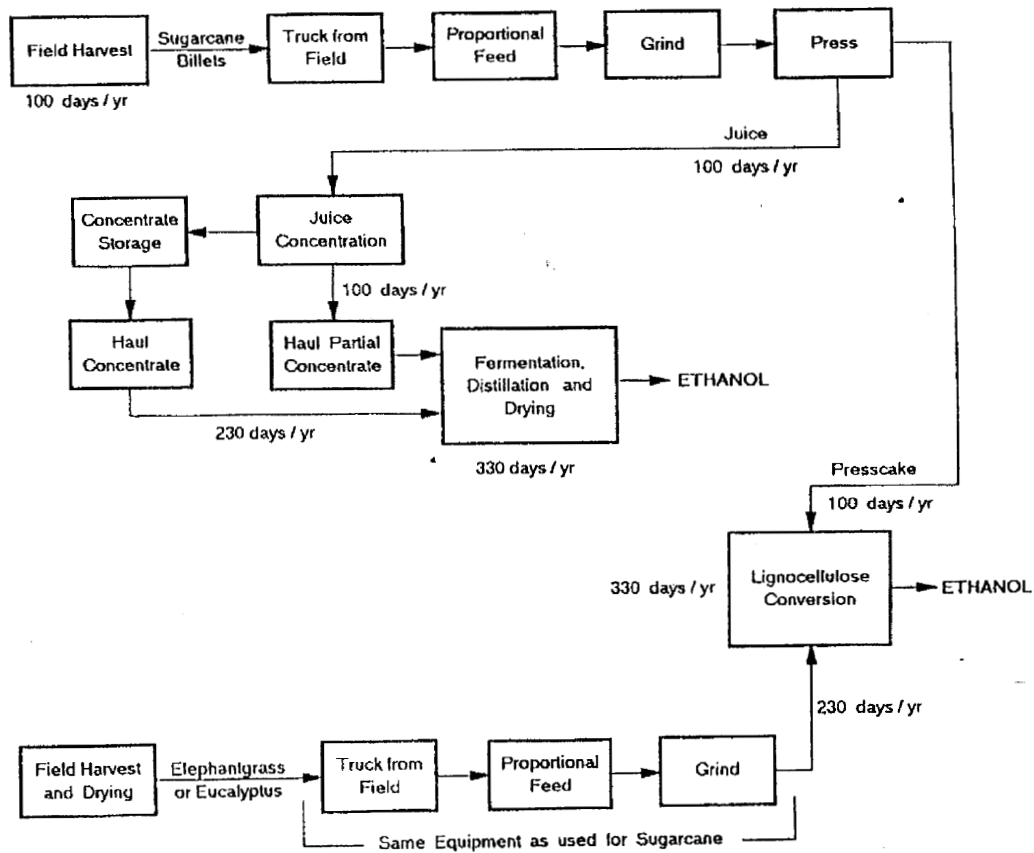 Field Harvest
Sugarcane
Billets
Truck from
Field
Proportional
Feed
Grind
Press
100 days / yr
Juice
100 days / yr
Concentrate
Storage
Juice
Concentration
100 days / yr
Haul
Concentrate
Haul Partial
Concentrate
Fermentation,
Distillation and
Drying
ETHANOL
230 days / yr
330 days / yr
Presscake
100 days / yr
330 days / yr
Lignocellulose
Conversion
ETHANOL
230 days / yr
Field Harvest
and Drying
Elephantgrass
or Eucalyptus
Truck from
Field
Proportional
Feed
Grind
Same Equipment as used for Sugarcane